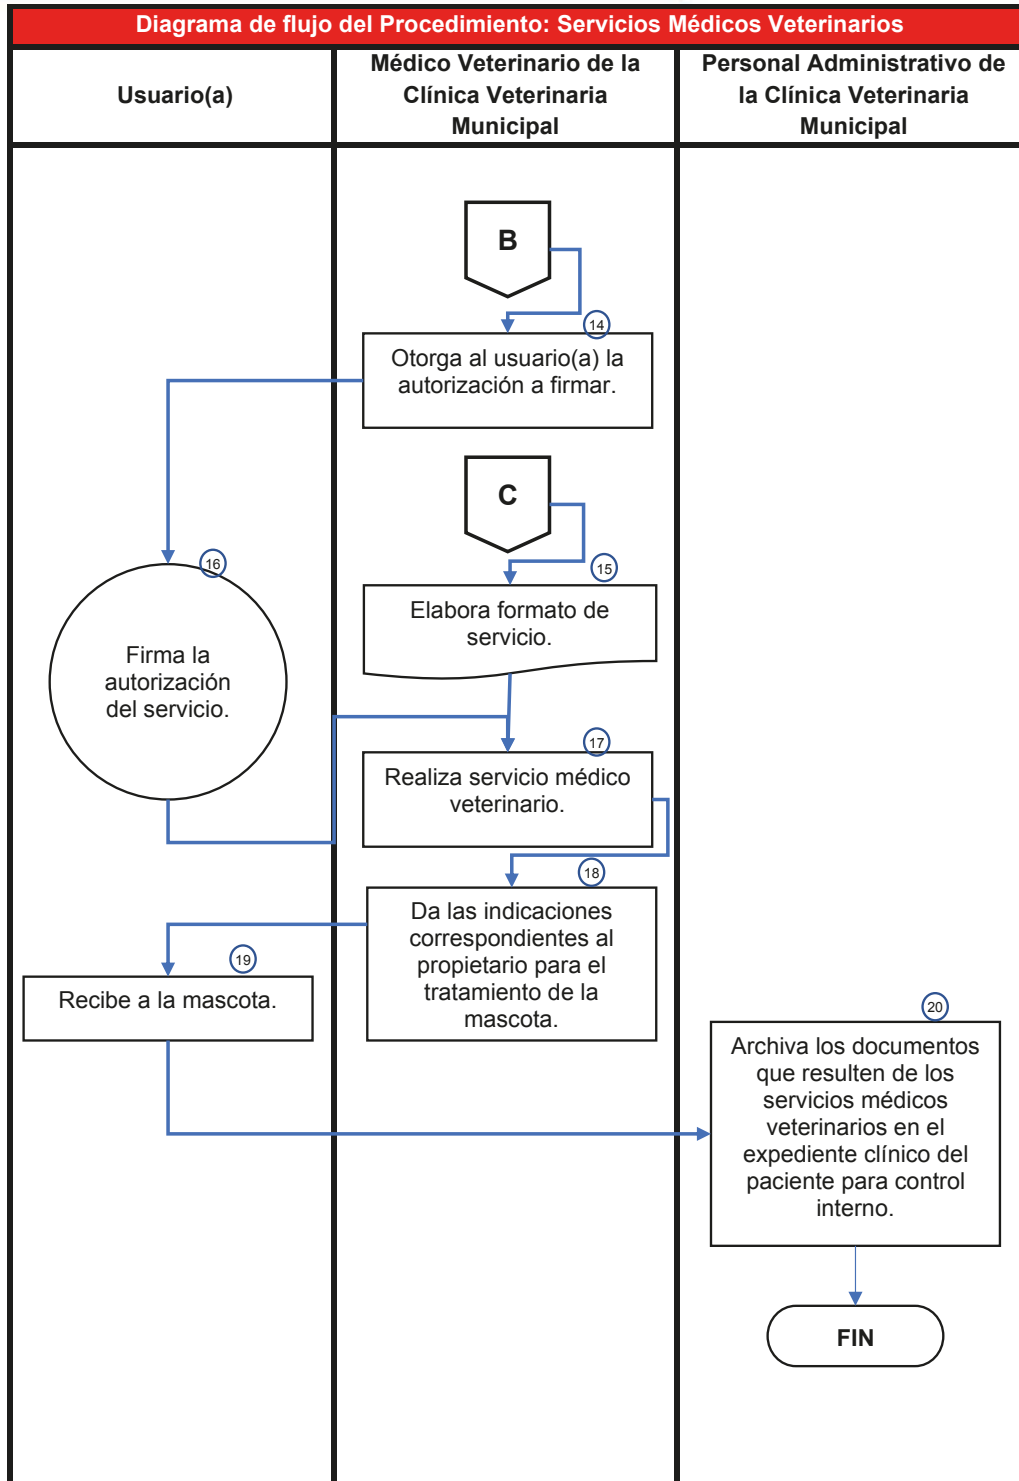 Diagrama de flujo del Procedimiento: Servicios Médicos Veterinarios
Usuario(a)
Médico Veterinario de la
Clínica Veterinaria
Municipal
Personal Administrativo de
la Clínica Veterinaria
Municipal
B
14
Otorga al usuario(a) la
autorización a firmar.
C
15
Elabora formato de
servicio.
16
Firma la
autorización
del servicio.
17
Realiza servicio médico
veterinario.
18
Da las indicaciones
correspondientes al
propietario para el
tratamiento de la
mascota.
19
Recibe a la mascota.
20
Archiva los documentos
que resulten de los
servicios médicos
veterinarios en el
expediente clínico del
paciente para control
interno.
FIN